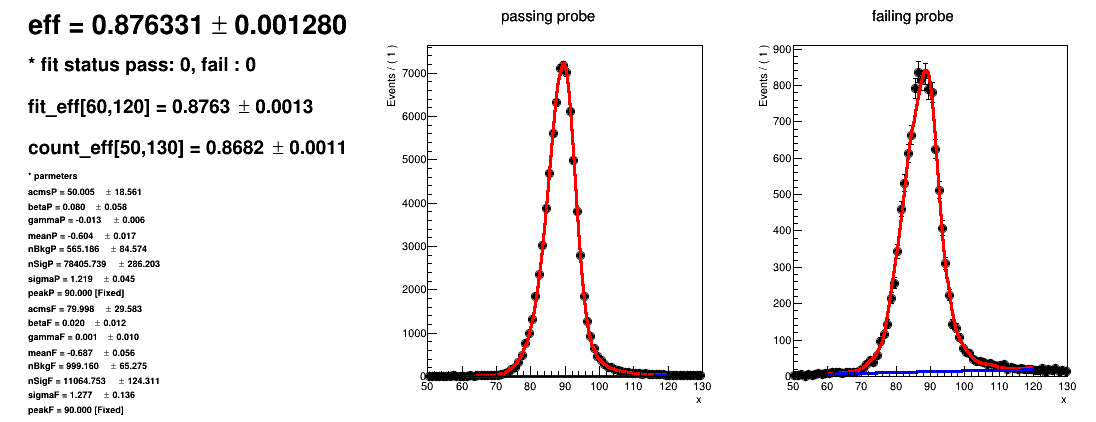 eff = 0.876331 ± 0.001280
* fit status pass: 0, fail : 0
fit_eff[60,120] = 0.8763 ± 0.0013
count_eff[50,130] = 0.8682 ± 0.0011
* parmeters
acmsP = 50.005 ± 18.561
betaP = 0.080 ± 0.058
gammaP = -0.013 ± 0.006
meanP = -0.604 ± 0.017
nBkgP = 565.186 ± 84.574
nSigP = 78405.739 ± 286.203
sigmaP = 1.219 ± 0.045
peakP = 90.000 [Fixed]
acmsF = 79.998 ± 29.583
betaF = 0.020 ± 0.012
gammaF = 0.001 ± 0.010
meanF = -0.687 ± 0.056
nBkgF = 999.160 ± 65.275
nSigF = 11064.753 ± 124.311
sigmaF = 1.277 ± 0.136
peakF = 90.000 [Fixed]
passing probe
Events / ( 1 )
7000
6000
5000
4000
3000
2000
1000
0
50 60 70 80 90 100 110 120 130
x
failing probe
Events / ( 1 )
900
800
700
600
500
400
300
200
100
0
50 60 70 80 90 100 110 120 130
x